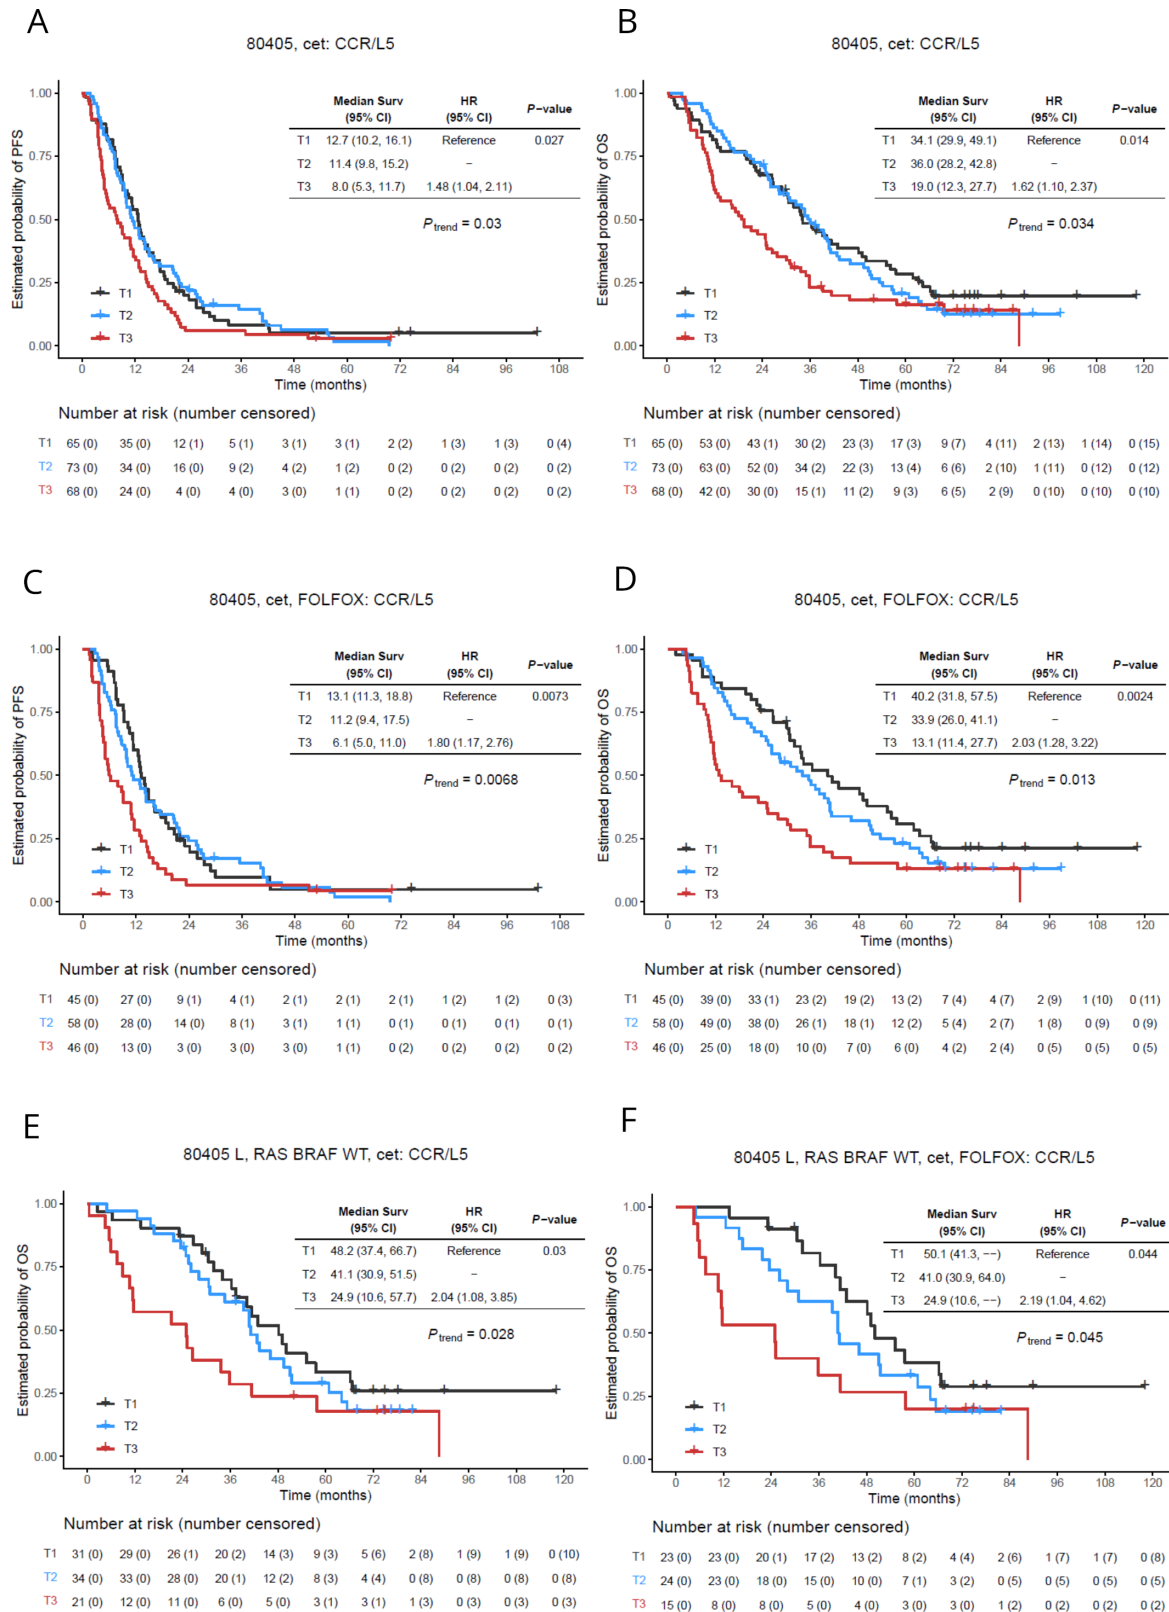 A
80405, cet: CCR/L5
Estimated probability of PFS
1.00
0.75
0.50
0.25
0.00
Median Surv (95% CI) HR (95% CI) P−value
T1 12.7 (10.2, 16.1) Reference 0.027
T2 11.4 (9.8, 15.2) −
T3 8.0 (5.3, 11.7) 1.48 (1.04, 2.11)
P trend = 0.03
T1
T2
T3
0 12 24 36 48 60 72 84 96 108
Time (months)
Number at risk (number censored)
T1 65 (0) 35 (0) 12 (1) 5 (1) 3 (1) 3 (1) 2 (2) 1 (3) 1 (3) 0 (4)
T2 73 (0) 34 (0) 16 (0) 9 (2) 4 (2) 1 (2) 0 (2) 0 (2) 0 (2) 0 (2)
T3 68 (0) 24 (0) 4 (0) 4 (0) 3 (0) 1 (1) 0 (2) 0 (2) 0 (2) 0 (2)
B
80405, cet: CCR/L5
Estimated probability of OS
1.00
0.75
0.50
0.25
0.00
Median Surv (95% CI) HR (95% CI) P−value
T1 34.1 (29.9, 49.1) Reference 0.014
T2 36.0 (28.2, 42.8) −
T3 19.0 (12.3, 27.7) 1.62 (1.10, 2.37)
P trend = 0.034
T1
T2
T3
0 12 24 36 48 60 72 84 96 108 120
Time (months)
Number at risk (number censored)
T1 65 (0) 53 (0) 43 (1) 30 (2) 23 (3) 17 (3) 9 (7) 4 (11) 2 (13) 1 (14) 0 (15)
T2 73 (0) 63 (0) 52 (0) 34 (2) 22 (3) 13 (4) 6 (6) 2 (10) 1 (11) 0 (12) 0 (12)
T3 68 (0) 42 (0) 30 (0) 15 (1) 11 (2) 9 (3) 6 (5) 2 (9) 0 (10) 0 (10) 0 (10)
C
80405, cet, FOLFOX: CCR/L5
Estimated probability of PFS
1.00
0.75
0.50
0.25
0.00
Median Surv (95% CI) HR (95% CI) P−value
T1 13.1 (11.3, 18.8) Reference 0.0073
T2 11.2 (9.4, 17.5) −
T3 6.1 (5.0, 11.0) 1.80 (1.17, 2.76)
P trend = 0.0068
T1
T2
T3
0 12 24 36 48 60 72 84 96 108
Time (months)
Number at risk (number censored)
T1 45 (0) 27 (0) 9 (1) 4 (1) 2 (1) 2 (1) 2 (1) 1 (2) 1 (2) 0 (3)
T2 58 (0) 28 (0) 14 (0) 8 (1) 3 (1) 1 (1) 0 (1) 0 (1) 0 (1) 0 (1)
T3 46 (0) 13 (0) 3 (0) 3 (0) 3 (0) 1 (1) 0 (2) 0 (2) 0 (2) 0 (2)
D
80405, cet, FOLFOX: CCR/L5
Estimated probability of OS
1.00
0.75
0.50
0.25
0.00
Median Surv (95% CI) HR (95% CI) P−value
T1 40.2 (31.8, 57.5) Reference 0.0024
T2 33.9 (26.0, 41.1) −
T3 13.1 (11.4, 27.7) 2.03 (1.28, 3.22)
P trend = 0.013
T1
T2
T3
0 12 24 36 48 60 72 84 96 108 120
Time (months)
Number at risk (number censored)
T1 45 (0) 39 (0) 33 (1) 23 (2) 19 (2) 13 (2) 7 (4) 4 (7) 2 (9) 1 (10) 0 (11)
T2 58 (0) 49 (0) 38 (0) 26 (1) 18 (1) 12 (2) 5 (4) 2 (7) 1 (8) 0 (9) 0 (9)
T3 46 (0) 25 (0) 18 (0) 10 (0) 7 (0) 6 (0) 4 (2) 2 (4) 0 (5) 0 (5) 0 (5)
E
80405 L, RAS BRAF WT, cet: CCR/L5
Estimated probability of OS
1.00
0.75
0.50
0.25
0.00
Median Surv (95% CI) HR (95% CI) P−value
T1 48.2 (37.4, 66.7) Reference 0.03
T2 41.1 (30.9, 51.5) −
T3 24.9 (10.6, 57.7) 2.04 (1.08, 3.85)
P trend = 0.028
T1
T2
T3
0 12 24 36 48 60 72 84 96 108 120
Time (months)
Number at risk (number censored)
T1 31 (0) 29 (0) 26 (1) 20 (2) 14 (3) 9 (3) 5 (6) 2 (8) 1 (9) 1 (9) 0 (10)
T2 34 (0) 33 (0) 28 (0) 20 (1) 12 (2) 8 (3) 4 (4) 0 (8) 0 (8) 0 (8) 0 (8)
T3 21 (0) 12 (0) 11 (0) 6 (0) 5 (0) 3 (1) 3 (1) 1 (3) 0 (3) 0 (3) 0 (3)
F
80405 L, RAS BRAF WT, cet, FOLFOX: CCR/L5
Estimated probability of OS
1.00
0.75
0.50
0.25
0.00
Median Surv (95% CI) HR (95% CI) P−value
T1 50.1 (41.3, −−) Reference 0.044
T2 41.0 (30.9, 64.0) −
T3 24.9 (10.6, −−) 2.19 (1.04, 4.62)
P trend = 0.045
T1
T2
T3
0 12 24 36 48 60 72 84 96 108 120
Time (months)
Number at risk (number censored)
T1 23 (0) 23 (0) 20 (1) 17 (2) 13 (2) 8 (2) 4 (4) 2 (6) 1 (7) 1 (7) 0 (8)
T2 24 (0) 23 (0) 18 (0) 15 (0) 10 (0) 7 (1) 3 (2) 0 (5) 0 (5) 0 (5) 0 (5)
T3 15 (0) 8 (0) 8 (0) 5 (0) 4 (0) 3 (0) 3 (0) 1 (2) 0 (2) 0 (2) 0 (2)